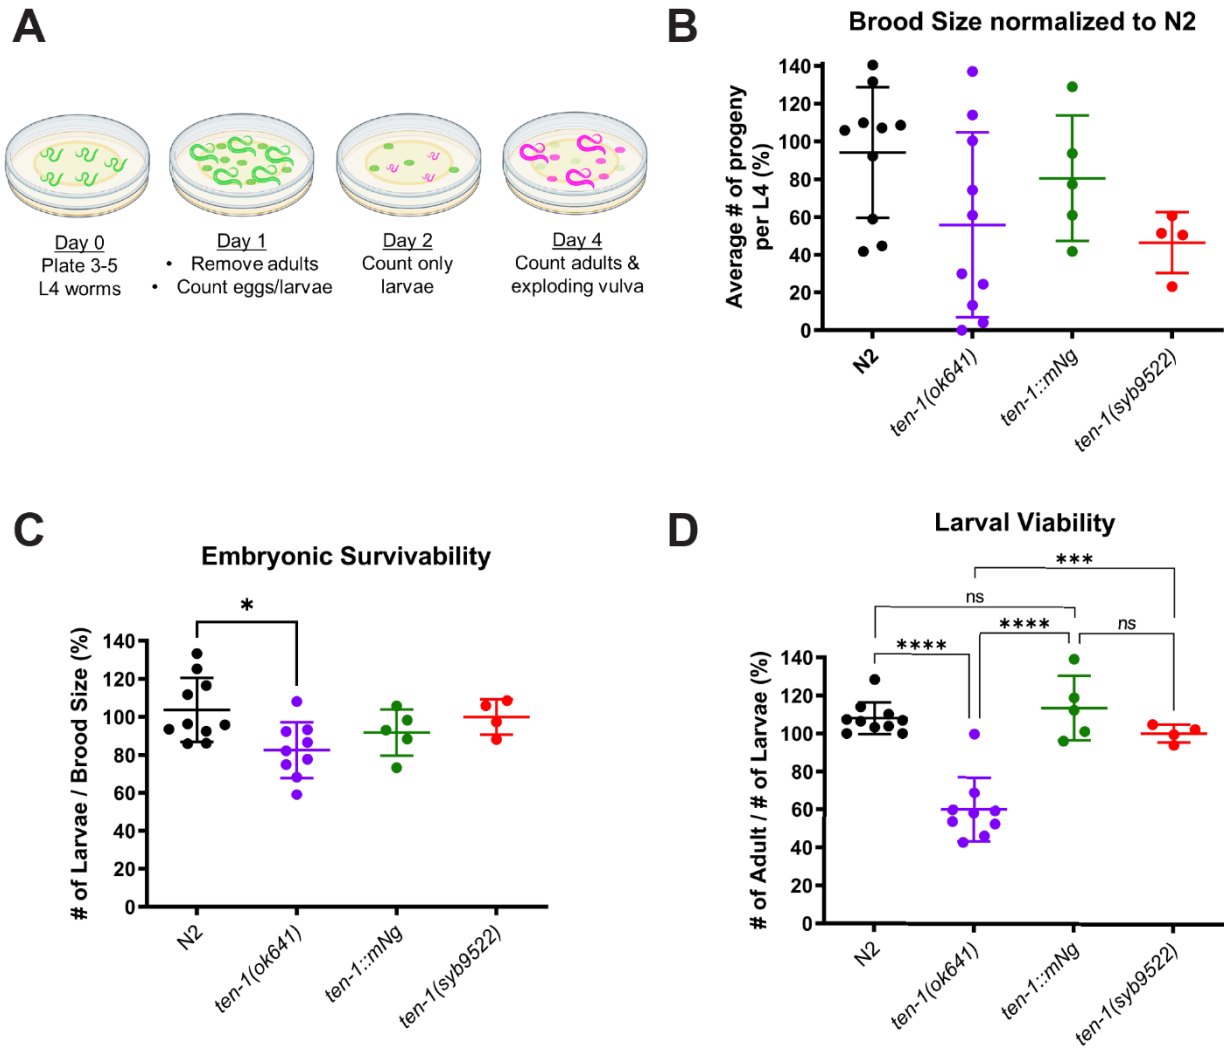 A
Day 0
Plate 3-5
L4 worms
Day 1
• Remove adults
• Count eggs/larvae
Day 2
Count only
larvae
Day 4
Count adults &
exploding vulva
B
Brood Size normalized to N2
Average # of progeny
per L4 (%)
140
120
100
80
60
40
20
0
N2
ten-1(ok641)
ten-1::mNg
ten-1(syb9522)
C
Embryonic Survivability
*
# of Larvae / Brood Size (%)
140
120
100
80
60
40
20
0
N2
ten-1(ok641)
ten-1::mNg
ten-1(syb9522)
D
Larval Viability
***
ns
**** **** ns
# of Adult / # of Larvae (%)
140
120
100
80
60
40
20
0
N2
ten-1(ok641)
ten-1::mNg
ten-1(syb9522)